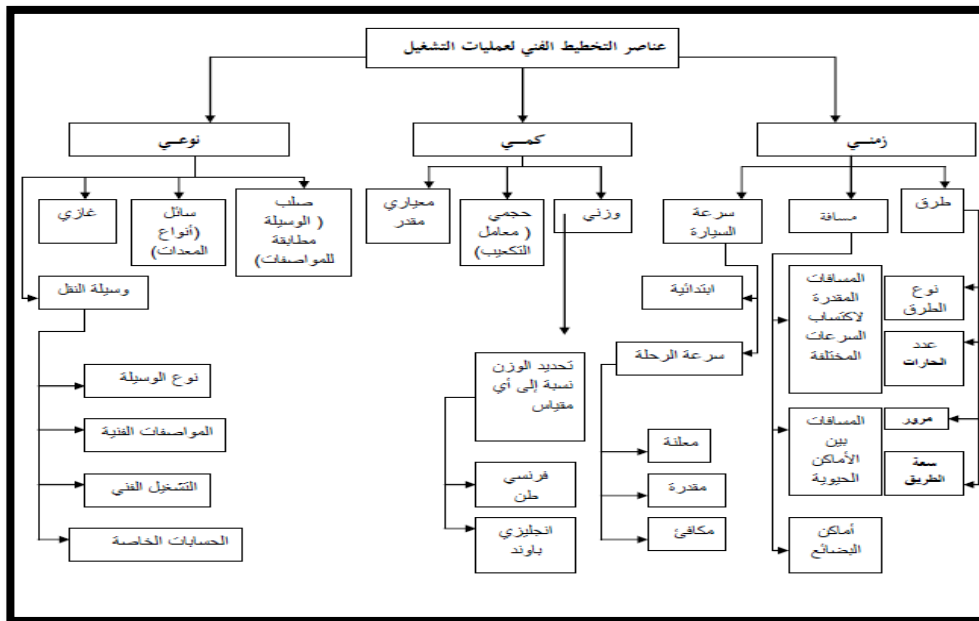 عناصر التخطيط الفني لعمليات التشغيل
زمنـي
كمـــي
نوعـــي
طرق
مسافة
سرعة
السيارة
وزني
حجمي
( معامل
التكعيب)
معياري
مقدر
صلب
( الوسيلة
مطابقة
للمواصفات)
سائل
(أنواع
المعدات)
غازي
نوع
الطرق
عدد
الحارات
مرور
سعة
الطريق
المسافات
المقدرة
لاكتساب
السرعات
المختلفة
المسافات
بين
الأماكن
الحيوية
أماكن
البضائع
ابتدائية
سرعة الرحلة
معلنة
مقدرة
مكافئ
تحديد الوزن
نسبة إلى أي
مقياس
فرنسي
طن
انجليزي
باوند
وسيلة النقل
نوع الوسيلة
المواصفات الفنية
التشغيل الفني
الحسابات الخاصة